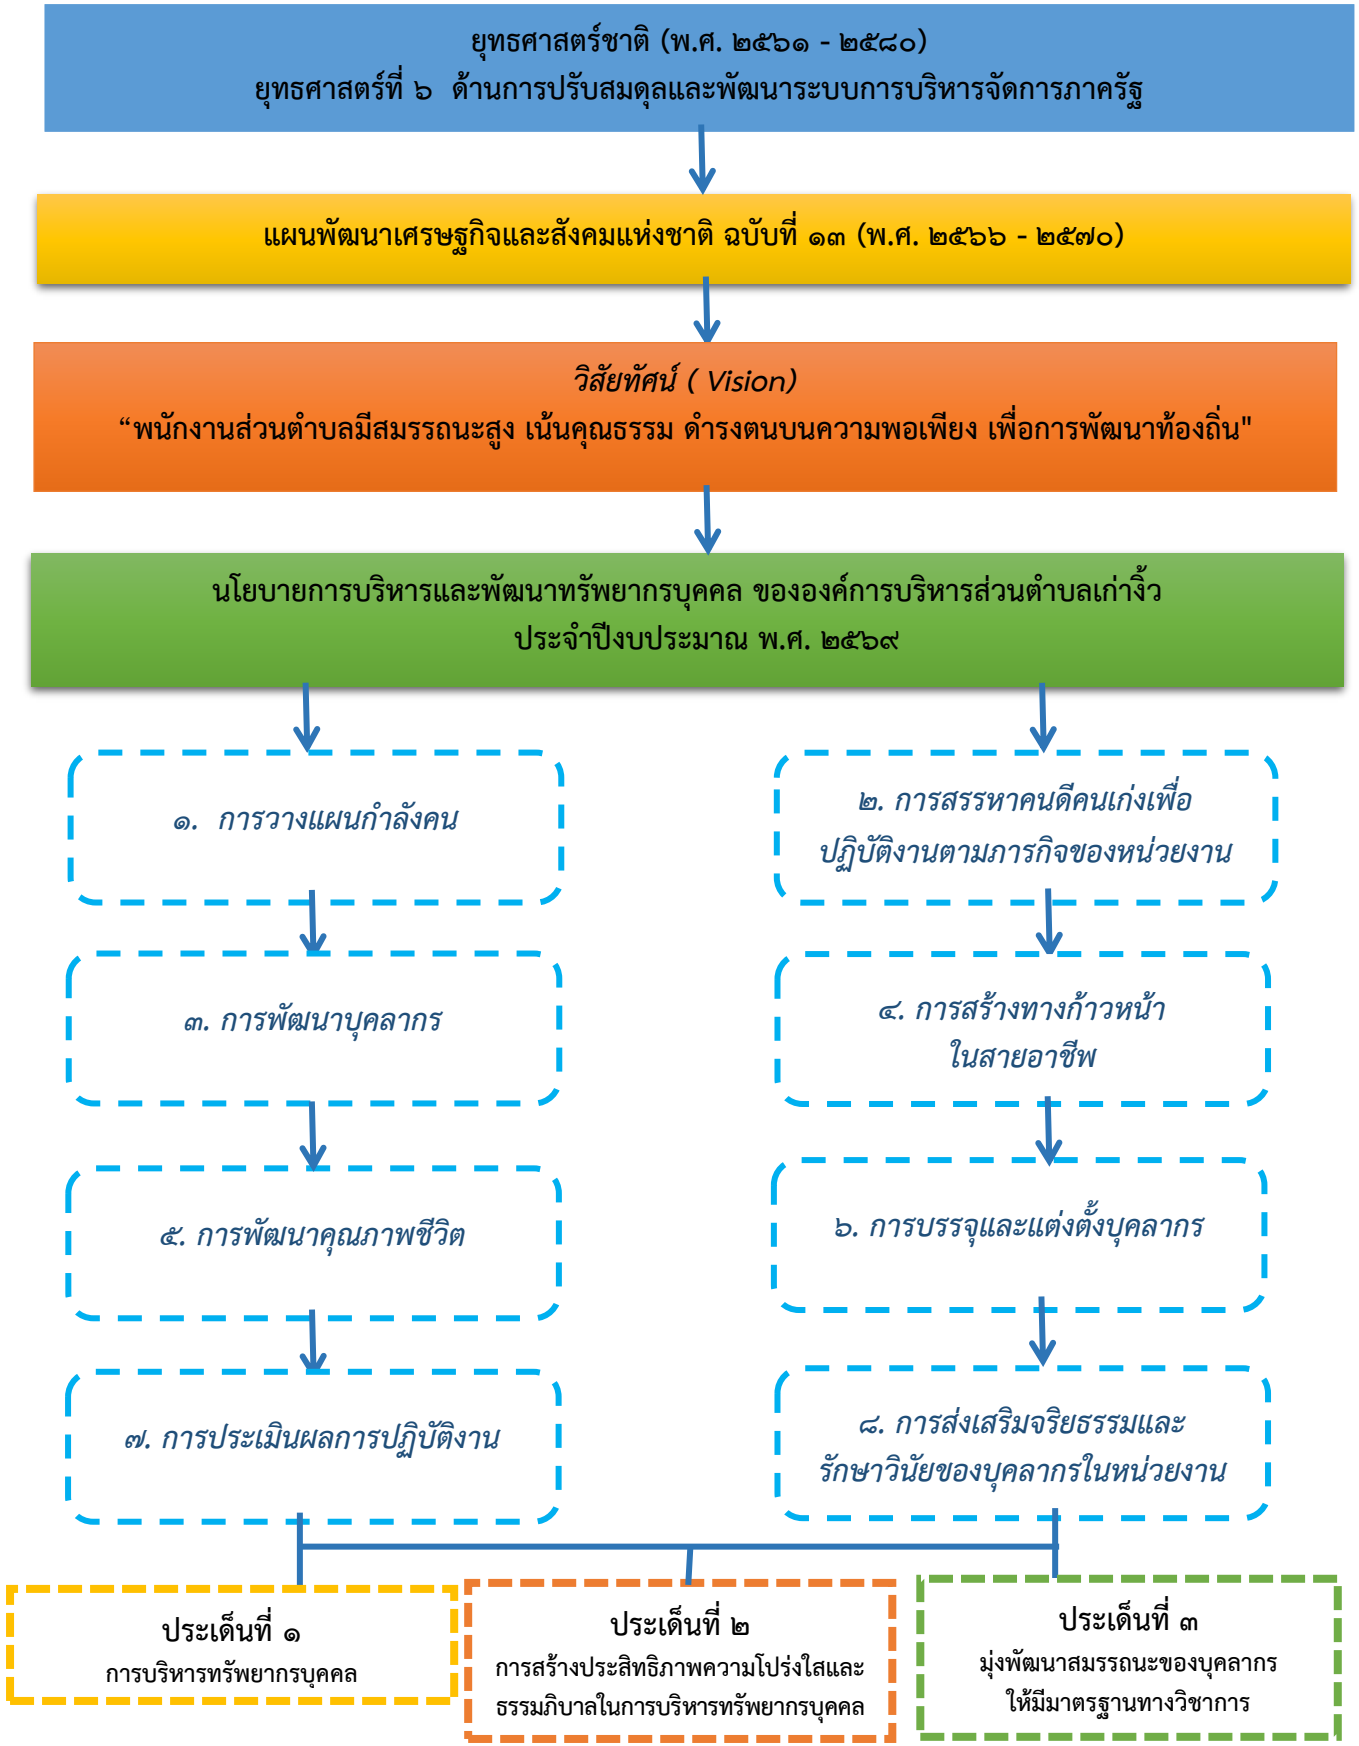 ยุทธศาสตร์ชาติ (พ.ศ. ๒๕๖๑ - ๒๕๘๐)
ยุทธศาสตร์ที่ ๖ ด้านการปรับสมดุลและพัฒนาระบบการบริหารจัดการภาครัฐ
แผนพัฒนาเศรษฐกิจและสังคมแห่งชาติ ฉบับที่ ๑๓ (พ.ศ. ๒๕๖๖ - ๒๕๗๐)
วิสัยทัศน์ ( Vision)
“พนักงานส่วนตำบลมีสมรรถนะสูง เน้นคุณธรรม ดำรงตนบนความพอเพียง เพื่อการพัฒนาท้องถิ่น"
นโยบายการบริหารและพัฒนาทรัพยากรบุคคล ขององค์การบริหารส่วนตำบลเก่างิ้ว
ประจำปีงบประมาณ พ.ศ. ๒๕๖๙
๑. การวางแผนกำลังคน
๒. การสรรหาคนดีคนเก่งเพื่อ
ปฏิบัติงานตามภารกิจของหน่วยงาน
๓. การพัฒนาบุคลากร
๔. การสร้างทางก้าวหน้า
ในสายอาชีพ
๕. การพัฒนาคุณภาพชีวิต
๖. การบรรจุและแต่งตั้งบุคลากร
๗. การประเมินผลการปฏิบัติงาน
๘. การส่งเสริมจริยธรรมและ
รักษาวินัยของบุคลากรในหน่วยงาน
ประเด็นที่ ๑
การบริหารทรัพยากรบุคคล
ประเด็นที่ ๒
การสร้างประสิทธิภาพความโปร่งใสและ
ธรรมภิบาลในการบริหารทรัพยากรบุคคล
ประเด็นที่ ๓
มุ่งพัฒนาสมรรถนะของบุคลากร
ให้มีมาตรฐานทางวิชาการ